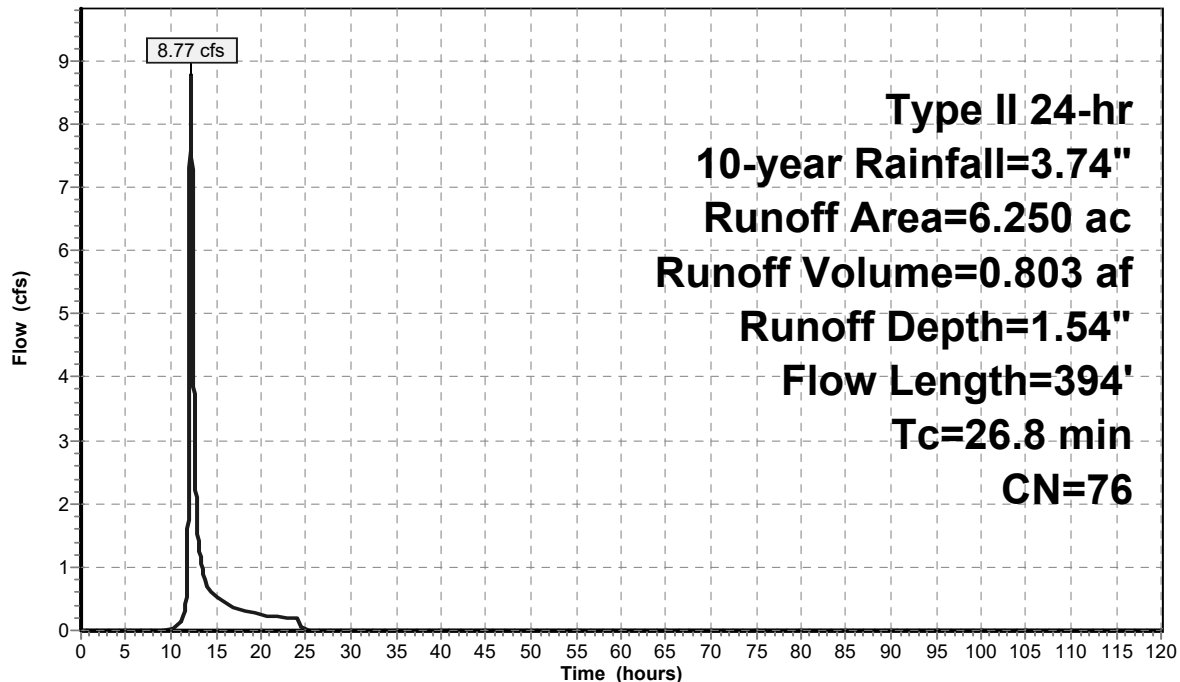 8.77 cfs
Type II 24-hr
10-year Rainfall=3.74"
Runoff Area=6.250 ac
Runoff Volume=0.803 af
Runoff Depth=1.54"
Flow Length=394'
Tc=26.8 min
CN=76
Flow (cfs)
9
8
7
6
5
4
3
2
1
0
0 5 10 15 20 25 30 35 40 45 50 55 60 65 70 75 80 85 90 95 100 105 110 115 120
Time (hours)